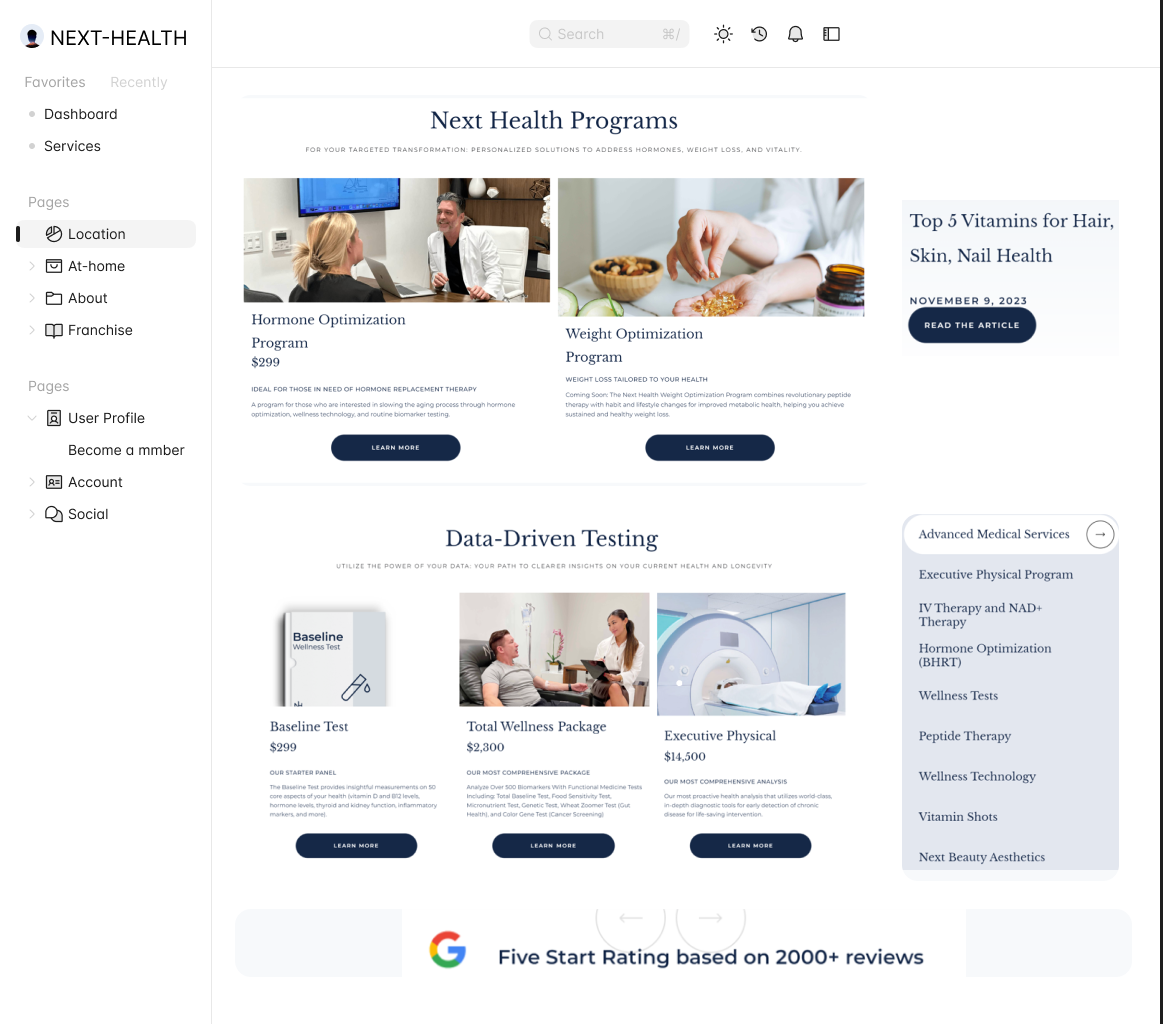 NEXT-HEALTH
Search
⌘/
Favorites
Recently
Dashboard
Services
Pages
Location
At-home
About
Franchise
Pages
User Profile
Become a mmber
Account
Social
Next Health Programs
FOR YOUR TARGETED TRANSFORMATION: PERSONALIZED SOLUTIONS TO ADDRESS HORMONES, WEIGHT LOSS, AND VITALITY.
Hormone Optimization
Program
$299
IDEAL FOR THOSE IN NEED OF HORMONE REPLACEMENT THERAPY
A program for those who are interested in slowing the aging process through hormone
optimization, wellness technology, and routine biomarker testing.
LEARN MORE
Weight Optimization
Program
WEIGHT LOSS TAILORED TO YOUR HEALTH
Coming Soon: The Next Health Weight Optimization Program combines revolutionary peptide
therapy with habit and lifestyle changes for improved metabolic health, helping you achieve
sustained and healthy weight loss.
LEARN MORE
Top 5 Vitamins for Hair,
Skin, Nail Health
NOVEMBER 9, 2023
READ THE ARTICLE
Data-Driven Testing
UTILIZE THE POWER OF YOUR DATA: YOUR PATH TO CLEARER INSIGHTS ON YOUR CURRENT HEALTH AND LONGEVITY
Baseline
Wellness Test
Baseline Test
$299
OUR STARTER PANEL
The Baseline Test provides insightful measurements on 50
core aspects of your health (vitamin D and B12 levels,
hormone levels, thyroid and kidney function, inflammatory
markers, and more)
LEARN MORE
Total Wellness Package
$2,300
OUR MOST COMPREHENSIVE PACKAGE
Analyze Over 500 Biomarkers With Functional Medicine Tests
Including: Total Baseline Test, Food Sensitivity Test,
Micronutrient Test, Genetic Test, Wheat Zoomer Test (Gut
Health), and Color Gene Test (Cancer Screening)
LEARN MORE
Executive Physical
$14,500
OUR MOST COMPREHENSIVE ANALYSIS
Our most proactive health analysis that utilizes world-class,
in-depth diagnostic tools for early detection of chronic
disease for life-saving intervention.
LEARN MORE
Advanced Medical Services
Executive Physical Program
IV Therapy and NAD+
Therapy
Hormone Optimization
(BHRT)
Wellness Tests
Peptide Therapy
Wellness Technology
Vitamin Shots
Next Beauty Aesthetics
Five Start Rating based on 2000+ reviews